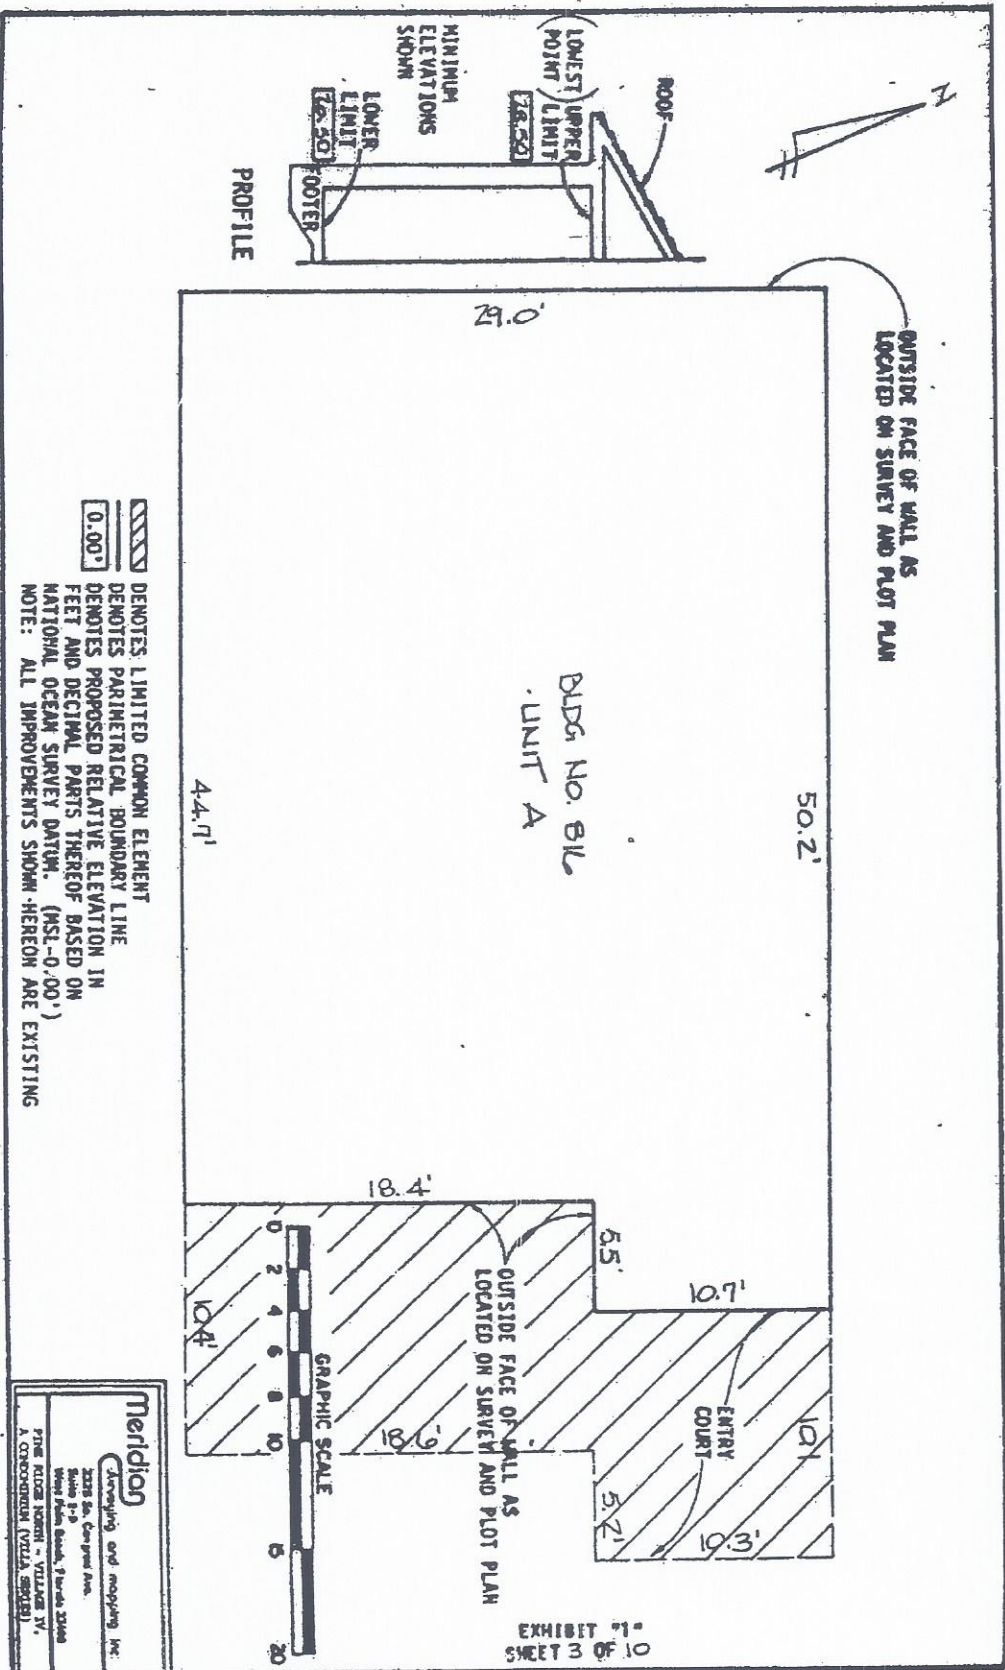 N
OUTSIDE FACE OF WALL AS
LOCATED ON SURVEY AND PLOT PLAN
ROOF
(LOWEST
POINT)
UPPER
LIMIT
MINIMUM
ELEVATIONS
SHOWN
LOWER
LIMIT
FOOTER
PROFILE
29.0'
50.2'
BLDG NO. B16
UNIT A
44.7'
18.4'
5.5'
10.7'
10.1
ENTRY
COURT
10.3'
5.2'
18.6'
10.4'
OUTSIDE FACE OF WALL AS
LOCATED ON SURVEY AND PLOT PLAN
0 2 4 6 8 10 15 20
GRAPHIC SCALE
DENOTES LIMITED COMMON ELEMENT
DENOTES PARIMETRICAL BOUNDARY LINE
0.00' DENOTES PROPOSED RELATIVE ELEVATION IN
FEET AND DECIMAL PARTS THEREOF BASED ON
NATIONAL OCEAN SURVEY DATUM. (MSL-0.00')
NOTE: ALL IMPROVEMENTS SHOWN HEREON ARE EXISTING
Meridian
Surveying and mapping inc.
2328 So. Congress Ave.
West Palm Beach, Florida
PINE RIDGE NORTH - VILLAGE IV,
A CONDOMINIUM (VILLA SERIES)
EXHIBIT "1"
SHEET 3 OF 10